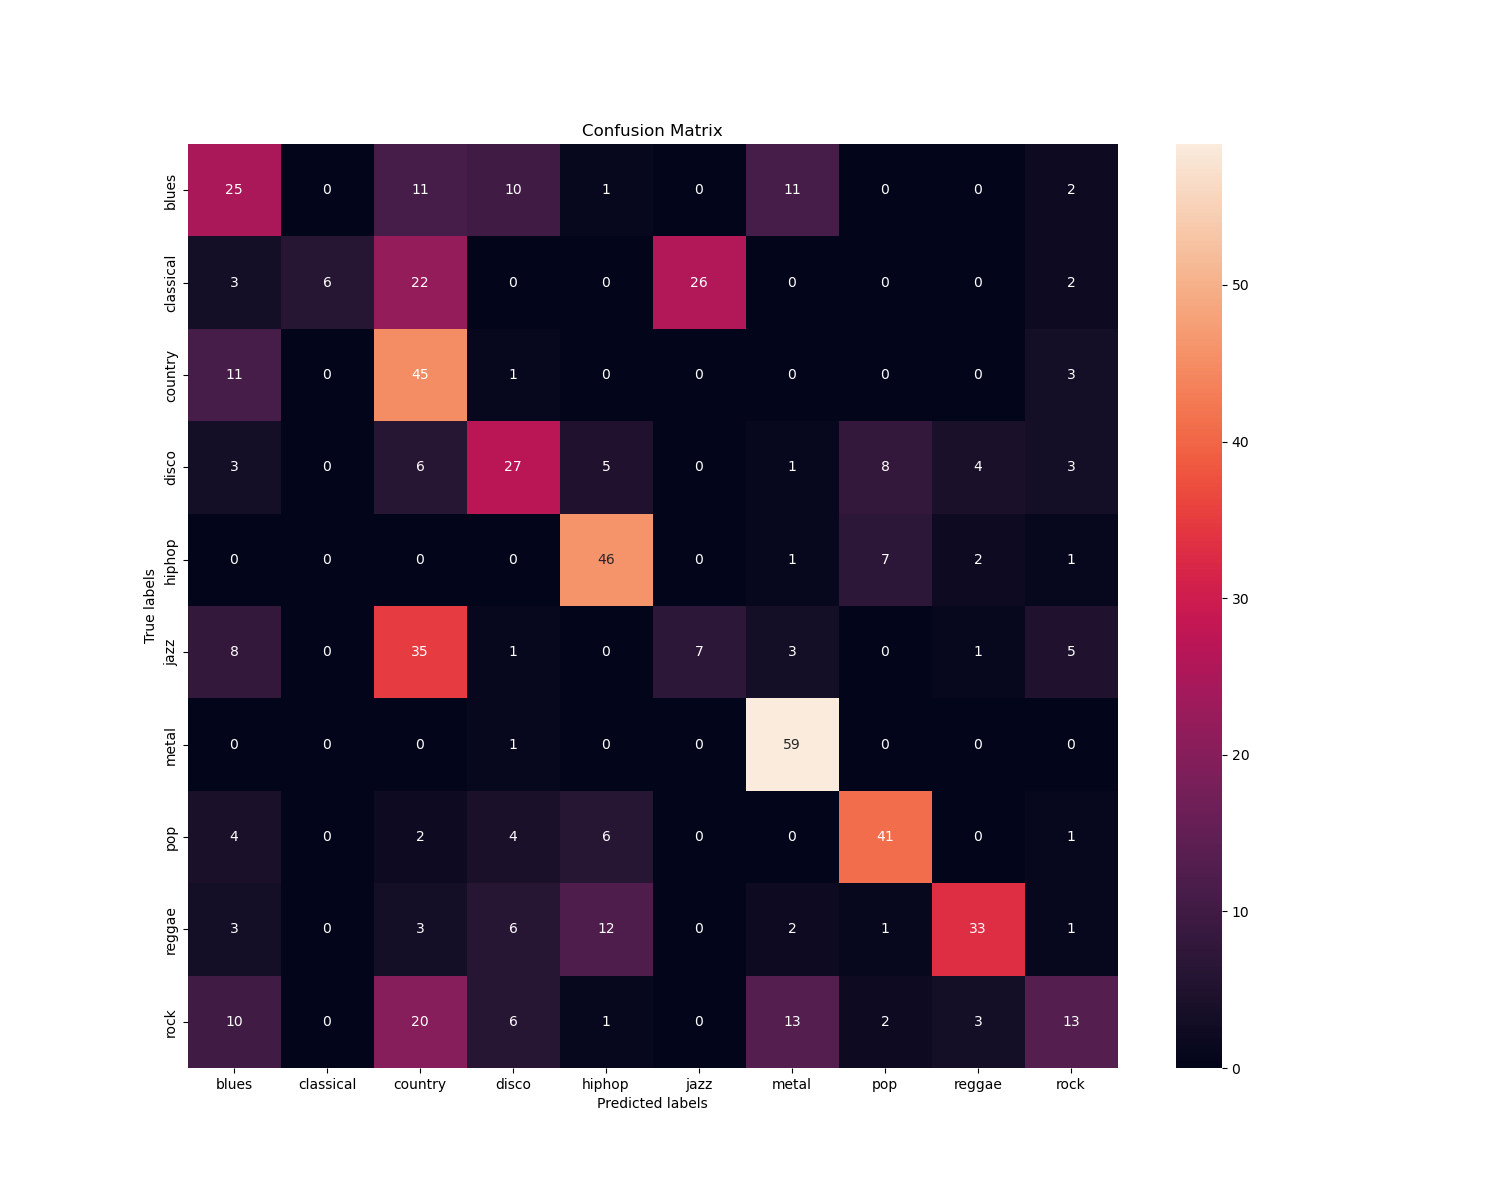 Confusion Matrix
blues 25 0 11 10 1 0 11 0 0 2
classical 3 6 22 0 0 26 0 0 0 2
country 11 0 45 1 0 0 0 0 0 3
disco 3 0 6 27 5 0 1 8 4 3
hiphop 0 0 0 0 46 0 1 7 2 1
jazz 8 0 35 1 0 7 3 0 1 5
metal 0 0 0 1 0 0 59 0 0 0
pop 4 0 2 4 6 0 0 41 0 1
reggae 3 0 3 6 12 0 2 1 33 1
rock 10 0 20 6 1 0 13 2 3 13
True labels
blues classical country disco hiphop jazz metal pop reggae rock
Predicted labels
50
40
30
20
10
0